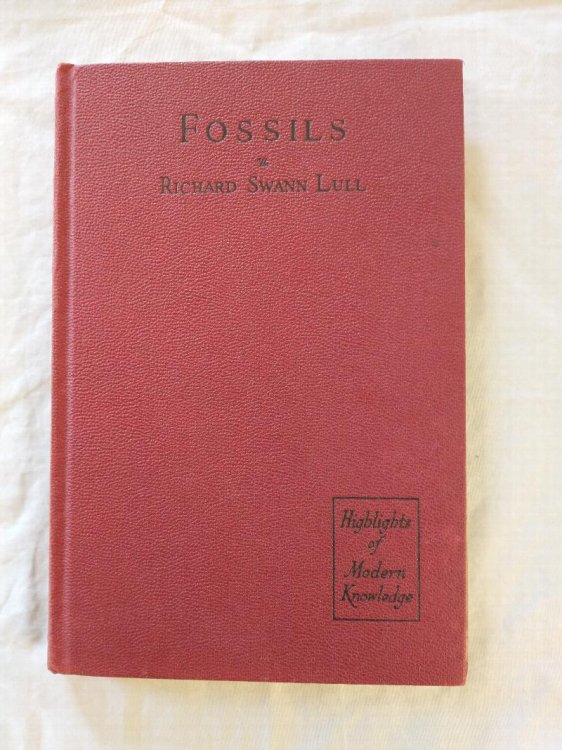 FOSSILS
RICHARD SWANN LULL
Highlights
of
Modern
Knowledge